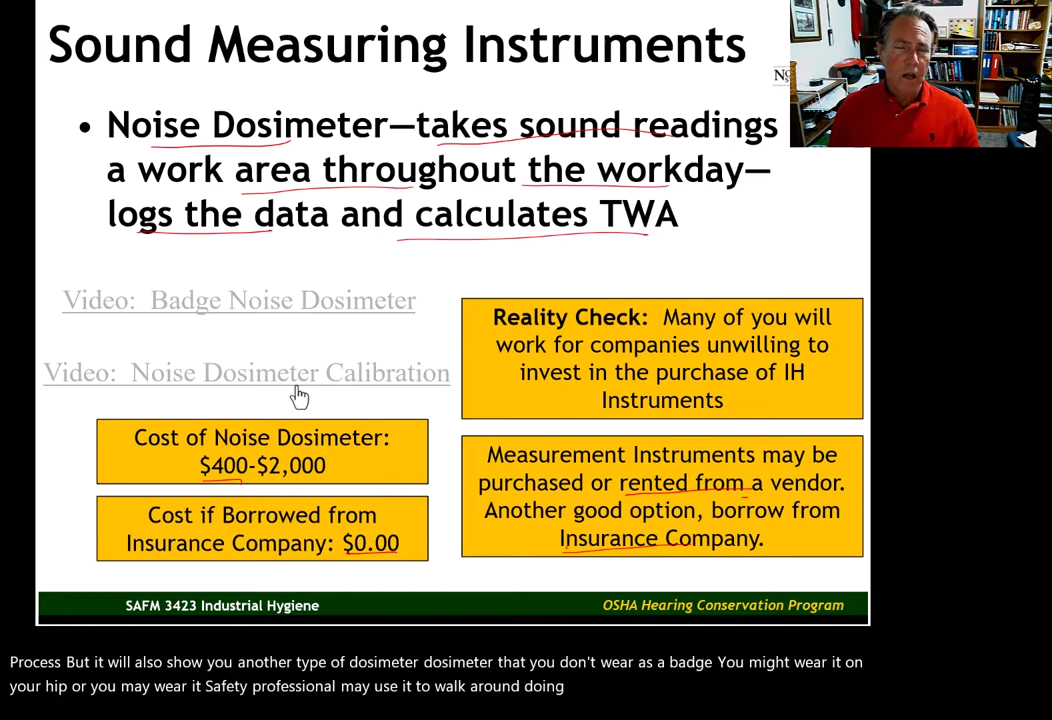 Sound Measuring Instruments
• Noise Dosimeter—takes sound readings
a work area throughout the workday—
logs the data and calculates TWA
Video: Badge Noise Dosimeter
Video: Noise Dosimeter Calibration
Cost of Noise Dosimeter:
$400-$2,000
Cost if Borrowed from
Insurance Company: $0.00
Reality Check: Many of you will
work for companies unwilling to
invest in the purchase of IH
Instruments
Measurement Instruments may be
purchased or rented from a vendor.
Another good option, borrow from
Insurance Company.
SAFM 3423 Industrial Hygiene
OSHA Hearing Conservation Program
Process But it will also show you another type of dosimeter dosimeter that you don't wear as a badge You might wear it on
your hip or you may wear it Safety professional may use it to walk around doing